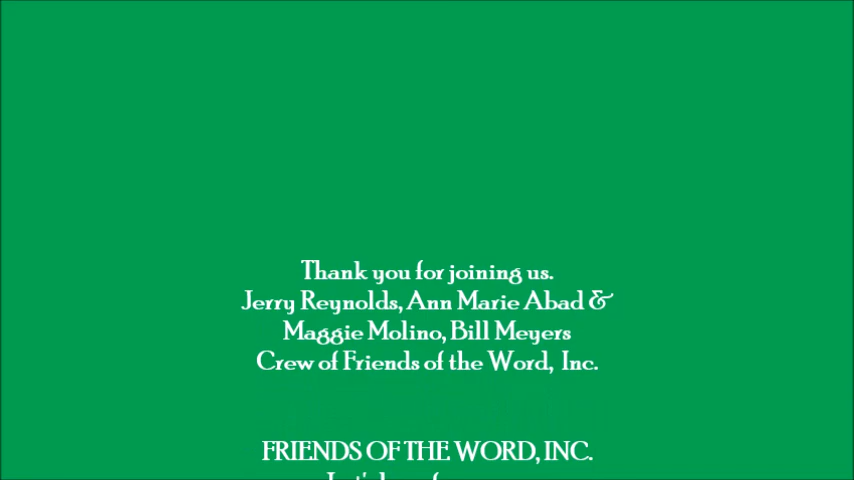 Thank you for joining us.
Jerry Reynolds, Ann Marie Abad &
Maggie Molino, Bill Meyers
Crew of Friends of the Word, Inc.
FRIENDS OF THE WORD, INC.